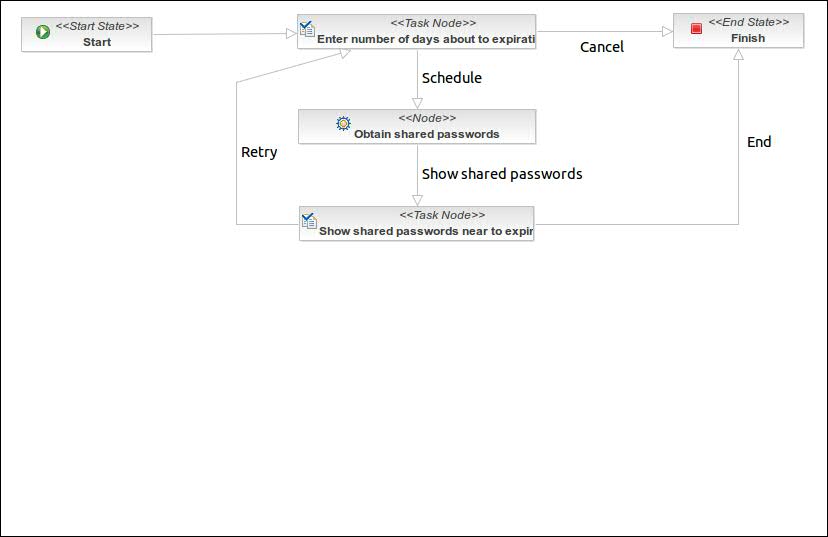 <<Start State>>
Start
<<Task Node>>
Enter number of days about to expirati
<<End State>>
Finish
Cancel
Schedule
<<Node>>
Obtain shared passwords
Retry
End
Show shared passwords
<<Task Node>>
Show shared passwords near to expir